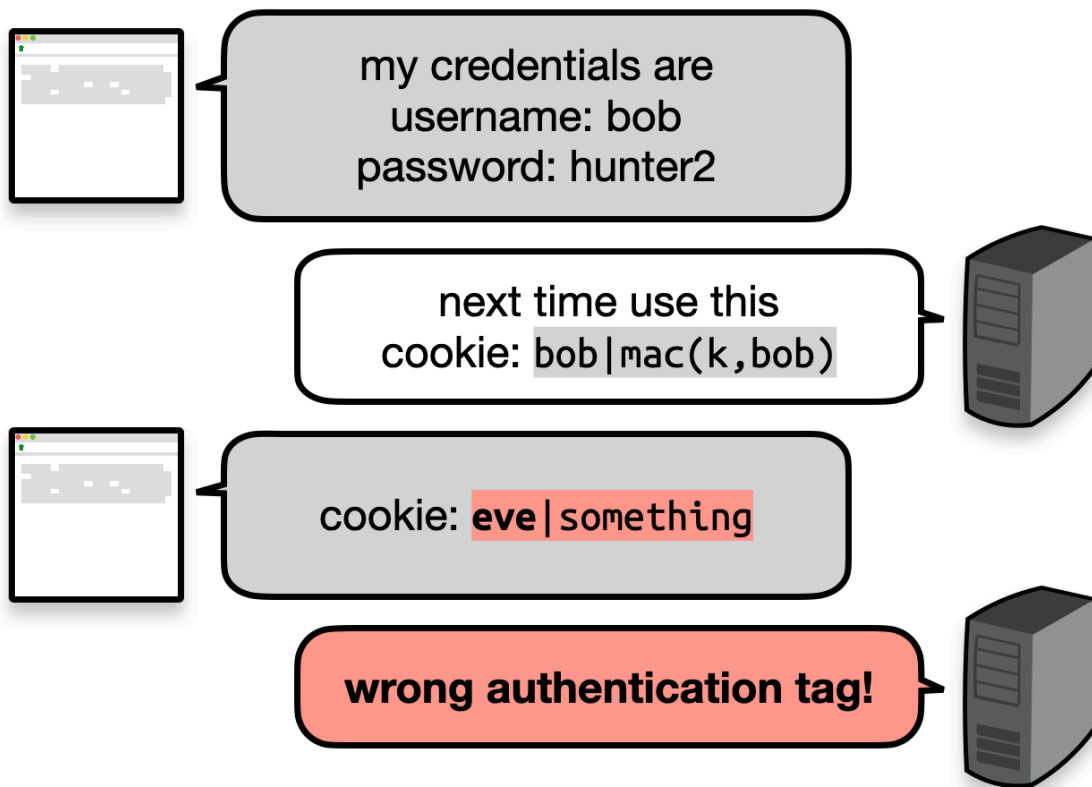 my credentials are
username: bob
password: hunter2
next time use this
cookie: bob|mac(k,bob)
cookie: eve|something
wrong authentication tag!